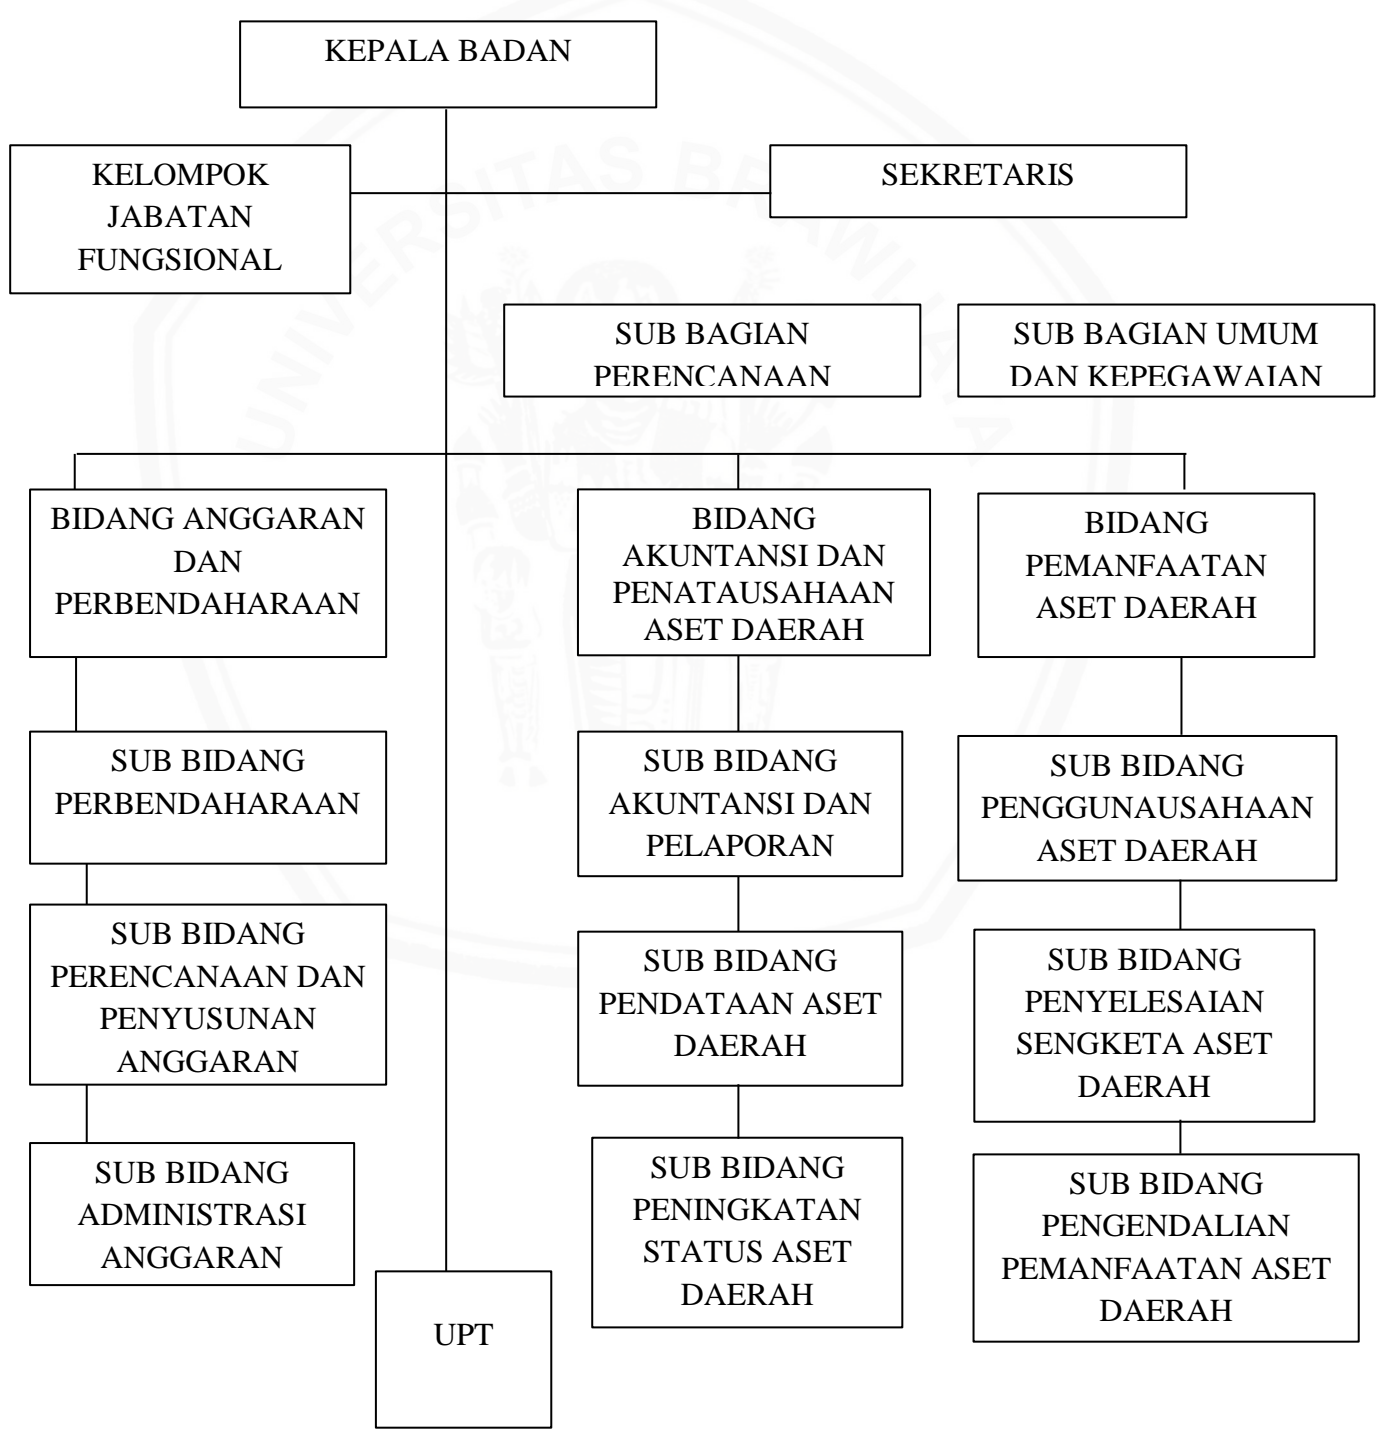 KEPALA BADAN
KELOMPOK
JABATAN
FUNGSIONAL
SEKRETARIS
SUB BAGIAN
PERENCANAAN
SUB BAGIAN UMUM
DAN KEPEGAWAIAN
BIDANG ANGGARAN
DAN
PERBENDAHARAAN
BIDANG
AKUNTANSI DAN
PENATAUSAHAAN
ASET DAERAH
BIDANG
PEMANFAATAN
ASET DAERAH
SUB BIDANG
PERBENDAHARAAN
SUB BIDANG
AKUNTANSI DAN
PELAPORAN
SUB BIDANG
PENGGUNAUSAHAAN
ASET DAERAH
SUB BIDANG
PERENCANAAN DAN
PENYUSUNAN
ANGGARAN
SUB BIDANG
PENDATAAN ASET
DAERAH
SUB BIDANG
PENYELESAIAN
SENGKETA ASET
DAERAH
SUB BIDANG
ADMINISTRASI
ANGGARAN
SUB BIDANG
PENINGKATAN
STATUS ASET
DAERAH
SUB BIDANG
PENGENDALIAN
PEMANFAATAN ASET
DAERAH
UPT
UNIVERSITAS BRAWIJAYA